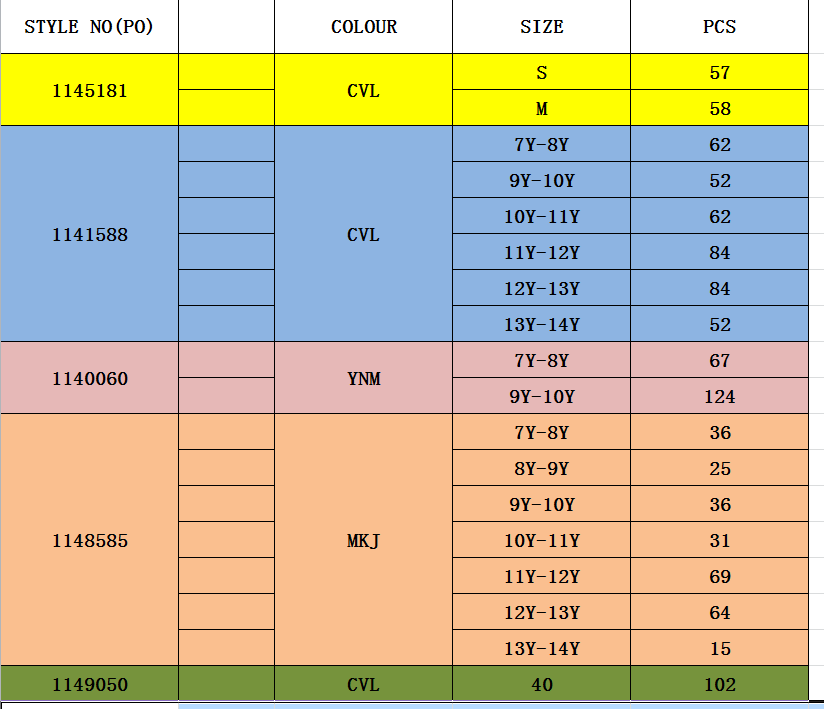 STYLE NO(PO) COLOUR SIZE PCS
1145181 CVL S 57
M 58
1141588 CVL 7Y-8Y 62
9Y-10Y 52
10Y-11Y 62
11Y-12Y 84
12Y-13Y 84
13Y-14Y 52
1140060 YNM 7Y-8Y 67
9Y-10Y 124
1148585 MKJ 7Y-8Y 36
8Y-9Y 25
9Y-10Y 36
10Y-11Y 31
11Y-12Y 69
12Y-13Y 64
13Y-14Y 15
1149050 CVL 40 102